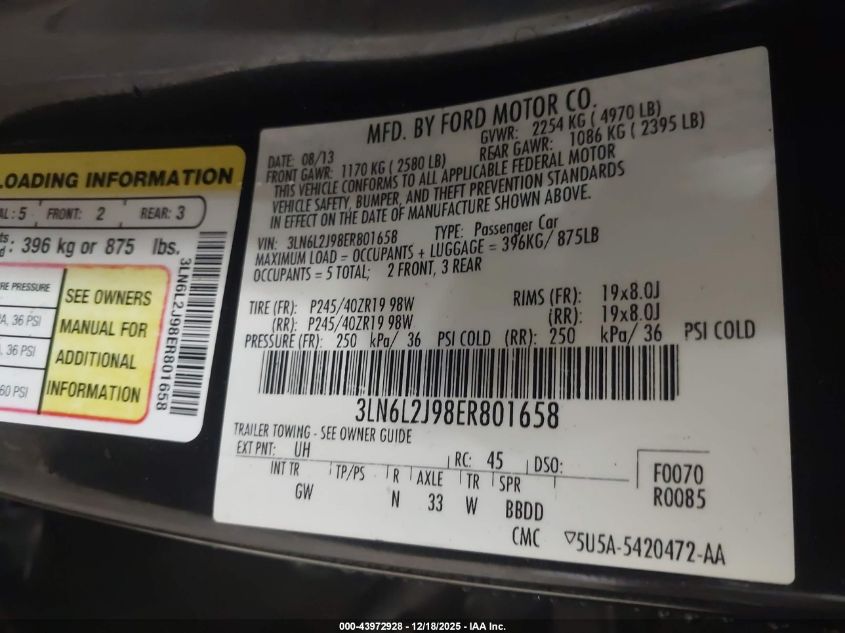 LOADING INFORMATION
AL: 5 FRONT: 2 REAR: 3
396 kg or 875 lbs.
PRESSURE
36 PSI
36 PSI
60 PSI
SEE OWNERS
MANUAL FOR
ADDITIONAL
INFORMATION
3LN6L2J98ER801658
MFD. BY FORD MOTOR CO.
DATE: 08/13 GVWR: 2254 KG ( 4970 LB)
FRONT GAWR: 1170 KG ( 2580 LB) REAR GAWR: 1086 KG ( 2395 LB)
THIS VEHICLE CONFORMS TO ALL APPLICABLE FEDERAL MOTOR
VEHICLE SAFETY, BUMPER, AND THEFT PREVENTION STANDARDS
IN EFFECT ON THE DATE OF MANUFACTURE SHOWN ABOVE.
VIN: 3LN6L2J98ER801658 TYPE: Passenger Car
MAXIMUM LOAD = OCCUPANTS + LUGGAGE = 396KG/ 875LB
OCCUPANTS = 5 TOTAL; 2 FRONT, 3 REAR
TIRE (FR): P245/40ZR19 98W RIMS (FR): 19x8.0J
(RR): P245/40ZR19 98W (RR): 19x8.0J
PRESSURE (FR): 250 kPa/ 36 PSI COLD (RR): 250 kPa/ 36 PSI COLD
3LN6L2J98ER801658
TRAILER TOWING - SEE OWNER GUIDE
EXT PNT: UH RC: 45 DSO: F0070
INT TR TP/PS R AXLE TR SPR R0085
GW N 33 W BBDD
CMC ▽5U5A-5420472-AA
000-43972928 • 12/18/2025 - IAA Inc.